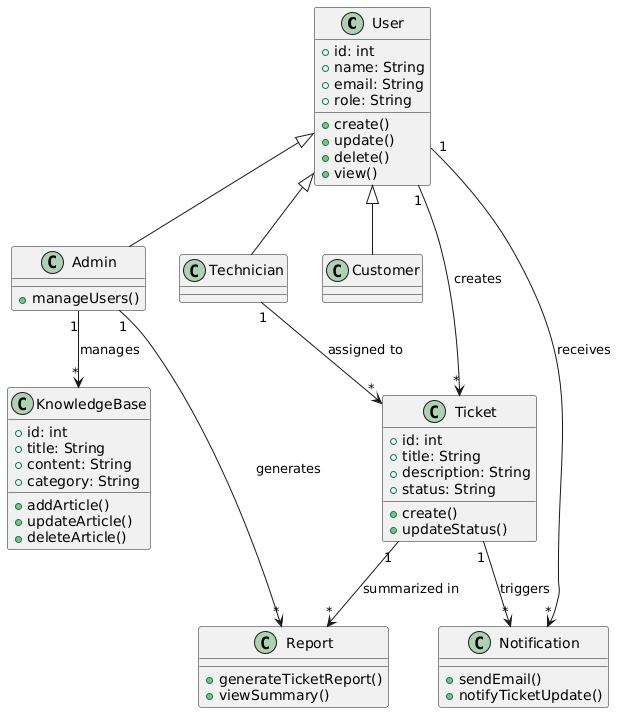 C User
+id: int
+name: String
+email: String
+role: String
+create()
+update()
+delete()
+view()
1
1
C Admin
manageUsers()
C Technician
C Customer
1
1
1
creates
manages
assigned to
receives
*
*
*
C KnowledgeBase
id: int
title: String
content: String
category: String
addArticle()
updateArticle()
deleteArticle()
C Ticket
id: int
title: String
description: String
status: String
create()
updateStatus()
generates
1
1
summarized in
triggers
*
*
*
*
C Report
generateTicketReport()
viewSummary()
C Notification
sendEmail()
notifyTicketUpdate()